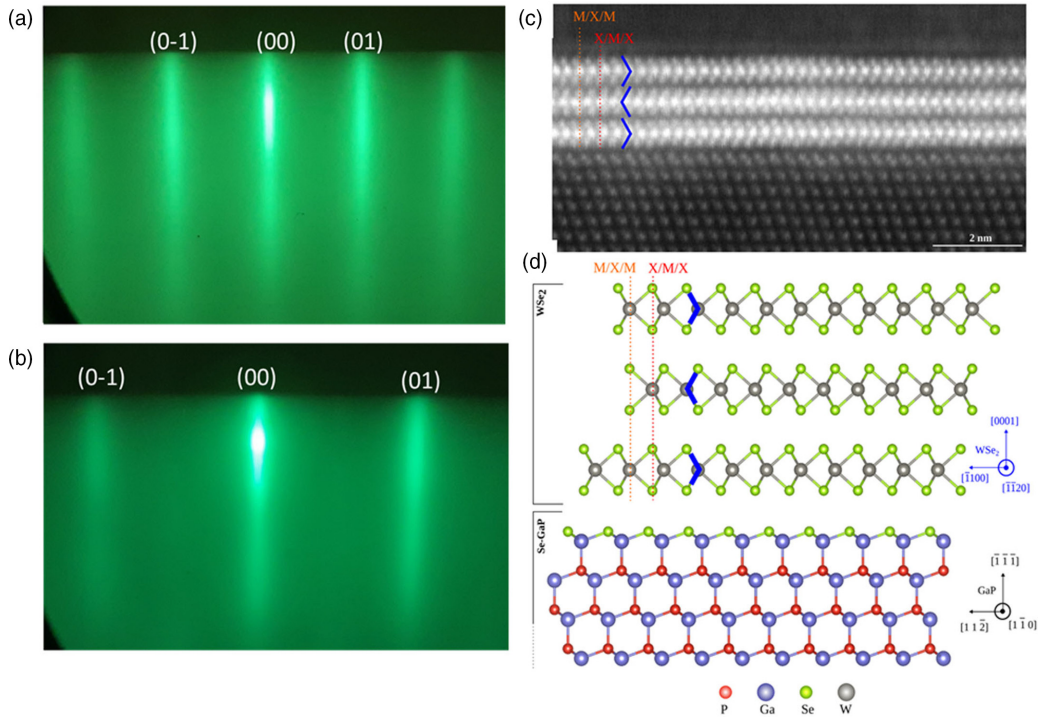 (a)
(0-1)
(00)
(01)
(b)
(0-1)
(00)
(01)
(c)
M/X/M
X/M/X
2 nm
(d)
M/X/M
X/M/X
WSe₂
[0001]
WSe₂
[1̄100]
[1̄1̄20]
Se-GaP
[1̄ 1̄ 1̄]
GaP
[1 1 2̄]
[1 1̄ 0]
P
Ga
Se
W